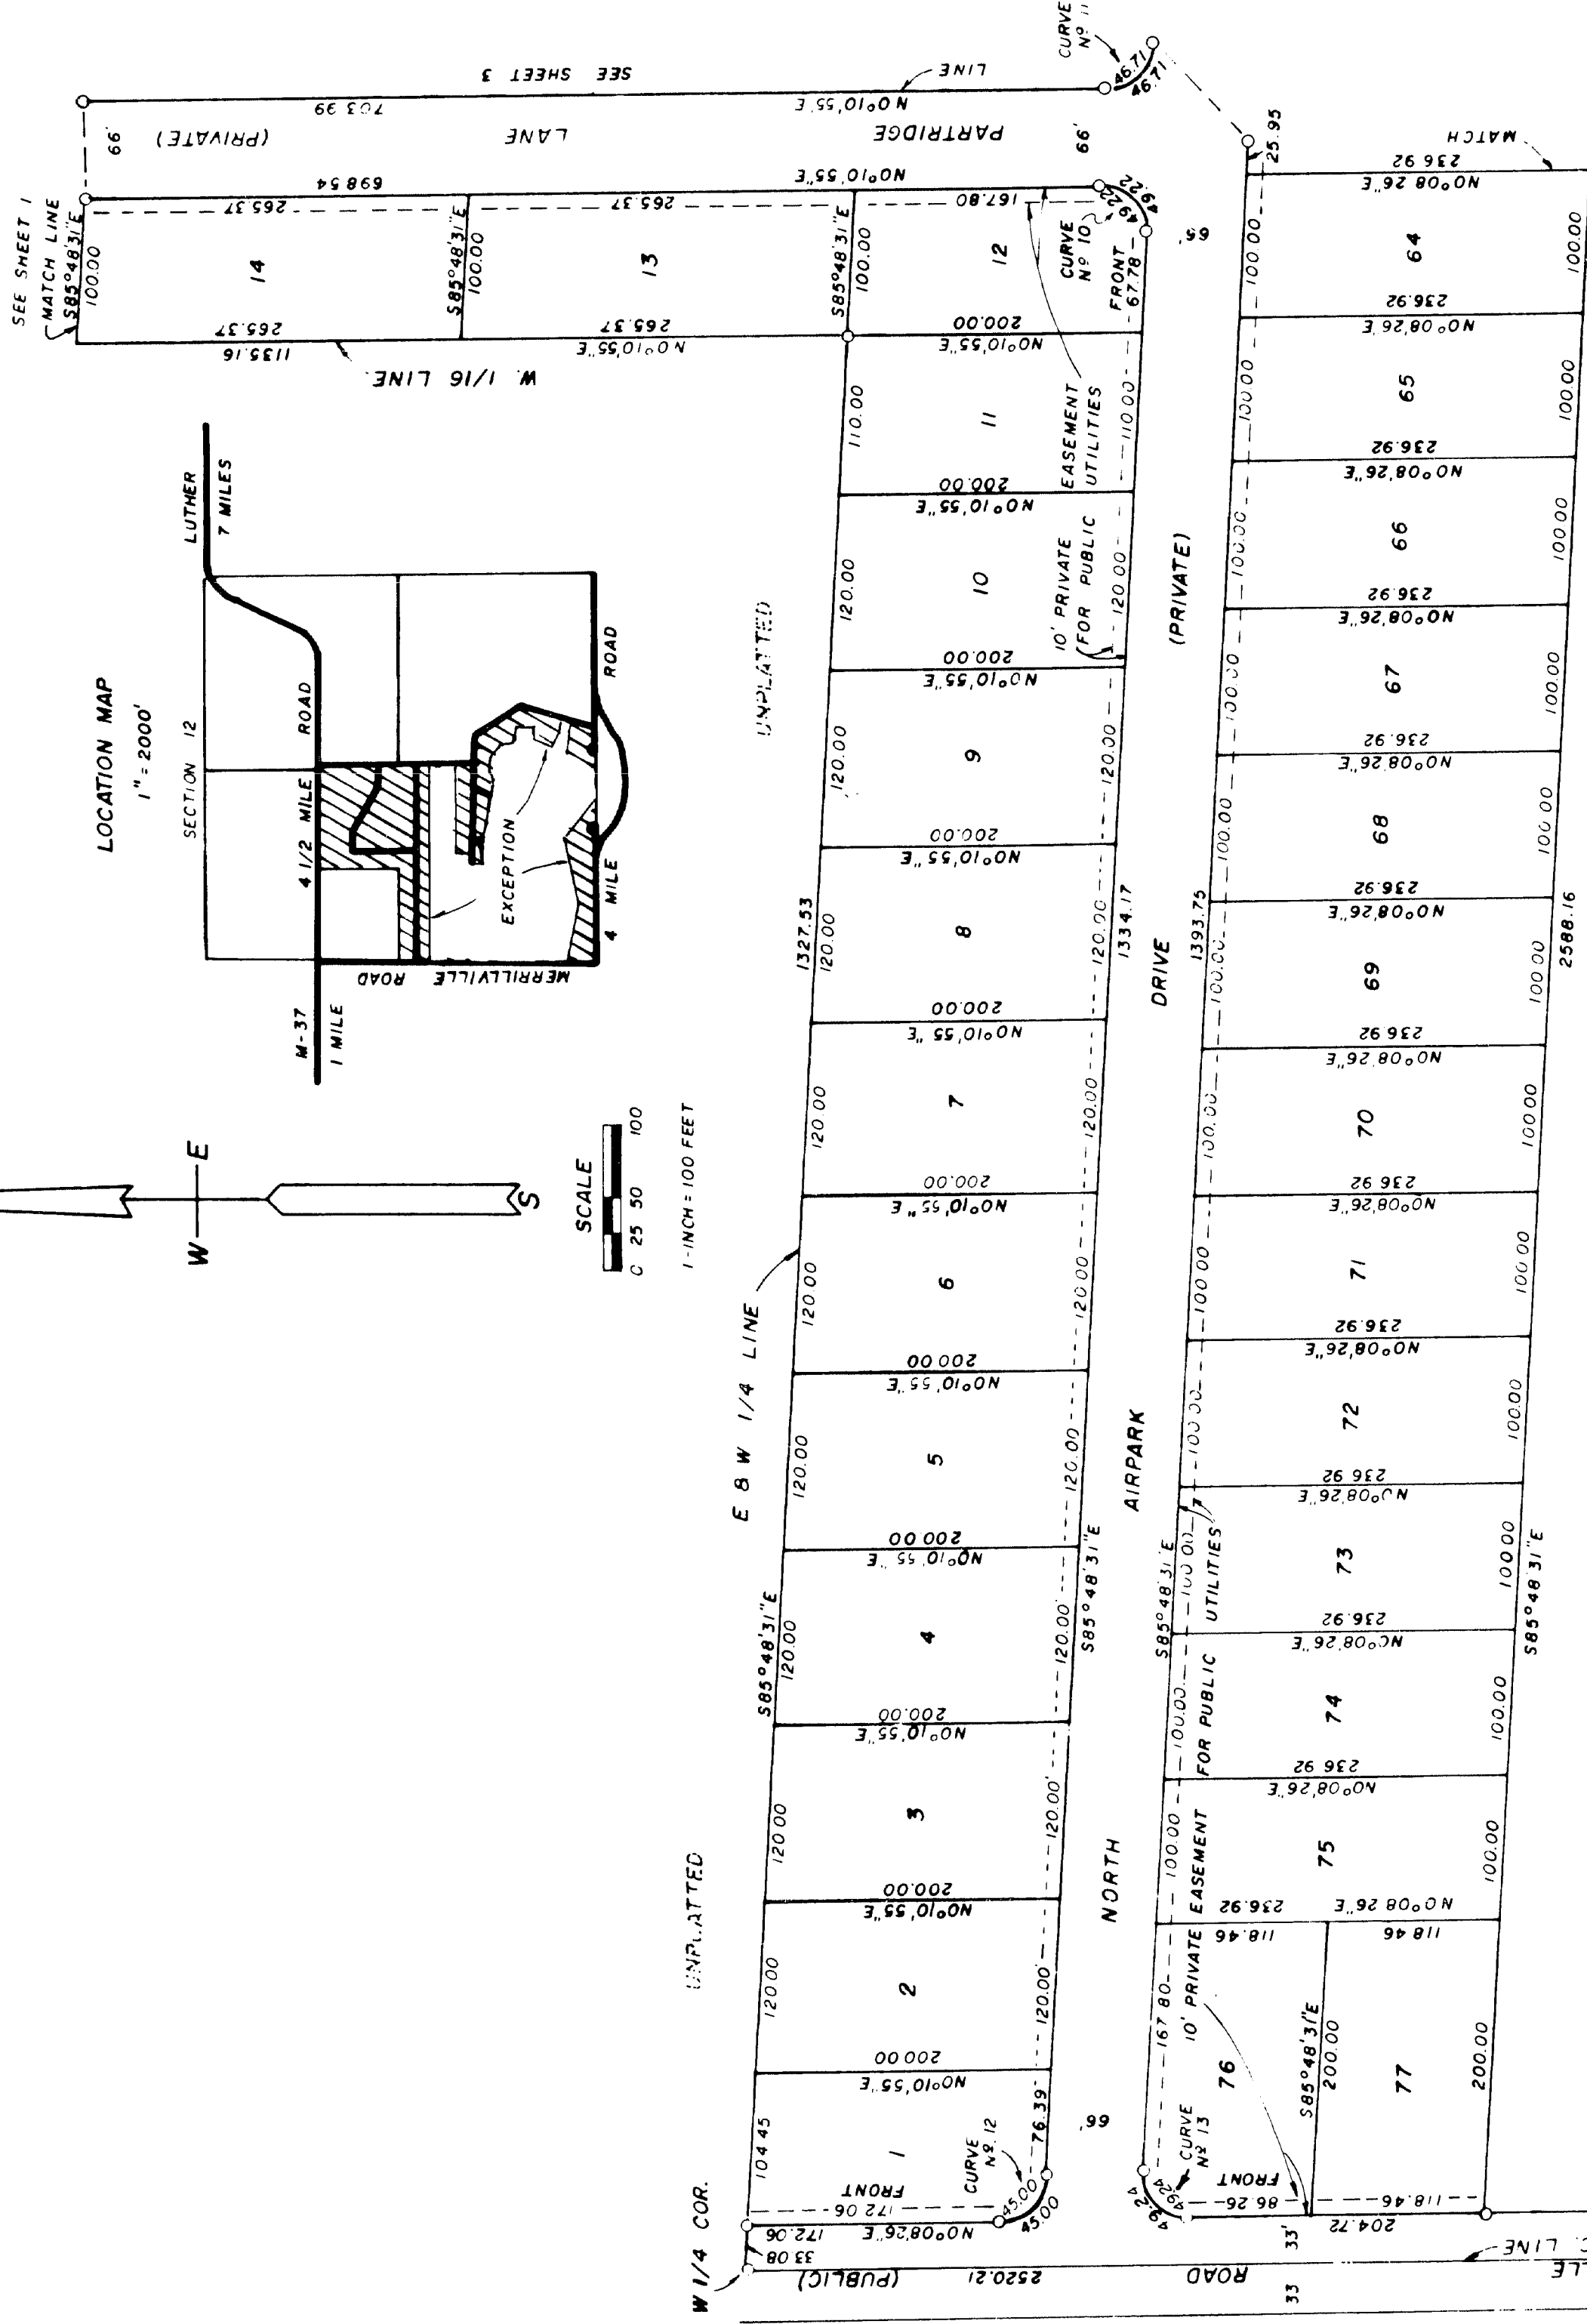 SEE SHEET 1
MATCH LINE
S85°48'31"E
100.00
66'
14
265.37
265.37
1135.16
W. 1/16 LINE.
698.54
703.99
SEE SHEET 3
PARTRIDGE
LANE
(PRIVATE)
N0°10'55"E
LINE
N0°10'55"E
S85°48'31"E
100.00
13
265.37
265.37
N0°10'55"E
S85°48'31"E
100.00
12
200.00
N0°10'55"E
167.80
66'
CURVE
Nº 10
49.22
49.22
FRONT
67.78
CURVE
Nº 11
46.71
46.71
25.95
66'
LOCATION MAP
1" = 2000'
SECTION 12
LUTHER
7 MILES
M-37
1 MILE
4 1/2 MILE ROAD
MERRILLVILLE ROAD
EXCEPTION
4 MILE
ROAD
W
E
S
SCALE
0 25 50 100
1-INCH = 100 FEET
W 1/4 COR.
UNPLATTED
E & W 1/4 LINE
UNPLATTED
S85°48'31"E
1327.53
104.45
120.00
120.00
120.00
120.00
120.00
120.00
120.00
120.00
120.00
110.00
1
2
3
4
5
6
7
8
9
10
11
200.00
N0°10'55"E
200.00
N0°10'55"E
200.00
N0°10'55"E
200.00
N0°10'55"E
200.00
N0°10'55"E
200.00
N0°10'55"E
200.00
N0°10'55"E
200.00
N0°10'55"E
200.00
N0°10'55"E
200.00
N0°10'55"E
33.08
172.06
N0°08'26"E
172.06
FRONT
CURVE
Nº 12
45.00
45.00
76.39
120.00
120.00
120.00
120.00
120.00
120.00
120.00
120.00
120.00
110.00
10' PRIVATE EASEMENT
(FOR PUBLIC UTILITIES
S85°48'31"E
1334.17
66'
NORTH AIRPARK DRIVE (PRIVATE)
S85°48'31"E
1393.75
49.24
49.24
CURVE
Nº 13
167.80
100.00
100.00
100.00
100.00
100.00
100.00
100.00
100.00
100.00
100.00
100.00
100.00
10' PRIVATE EASEMENT FOR PUBLIC UTILITIES
FRONT
86.26
76
118.46
S85°48'31"E
200.00
77
118.46
118.46
204.72
200.00
75
74
73
72
71
70
69
68
67
66
65
64
236.92
N0°08'26"E
236.92
N0°08'26"E
236.92
N0°08'26"E
236.92
N0°08'26"E
236.92
N0°08'26"E
236.92
N0°08'26"E
236.92
N0°08'26"E
236.92
N0°08'26"E
236.92
N0°08'26"E
236.92
N0°08'26"E
236.92
N0°08'26"E
236.92
N0°08'26"E
236.92
N0°08'26"E
MATCH
100.00
100.00
100.00
100.00
100.00
100.00
100.00
100.00
100.00
100.00
100.00
100.00
S85°48'31"E
2588.16
2520.21
(PUBLIC)
ROAD
33'
33
LINE